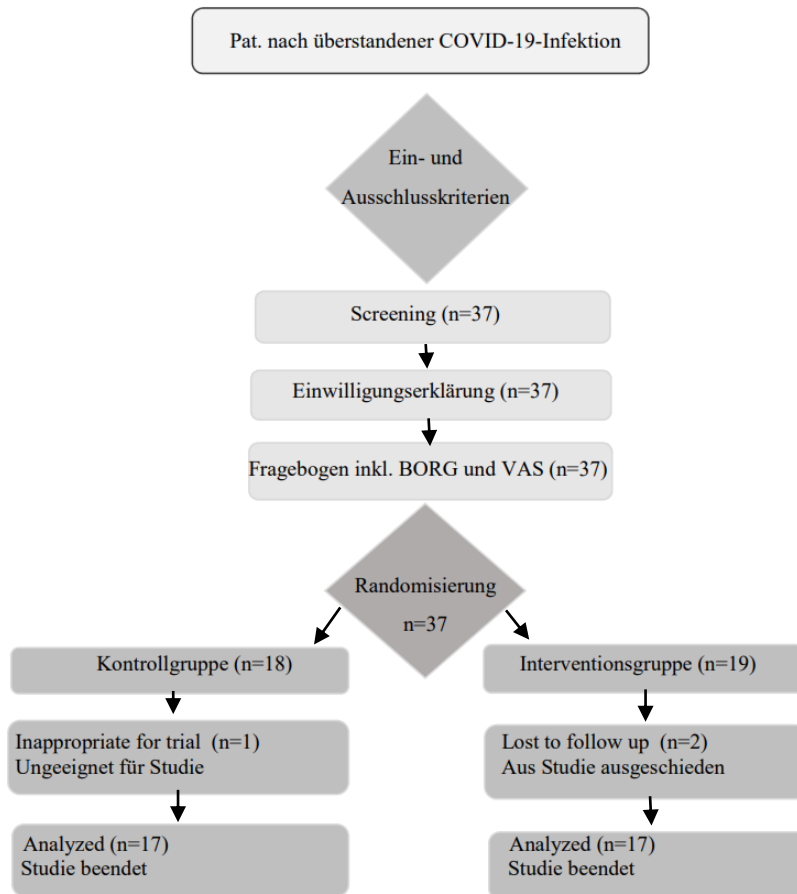 Pat. nach überstandener COVID-19-Infektion
Ein- und
Ausschlusskriterien
Screening (n=37)
Einwilligungserklärung (n=37)
Fragebogen inkl. BORG und VAS (n=37)
Randomisierung
n=37
Kontrollgruppe (n=18)
Interventionsgruppe (n=19)
Inappropriate for trial (n=1)
Ungeeignet für Studie
Lost to follow up (n=2)
Aus Studie ausgeschieden
Analyzed (n=17)
Studie beendet
Analyzed (n=17)
Studie beendet